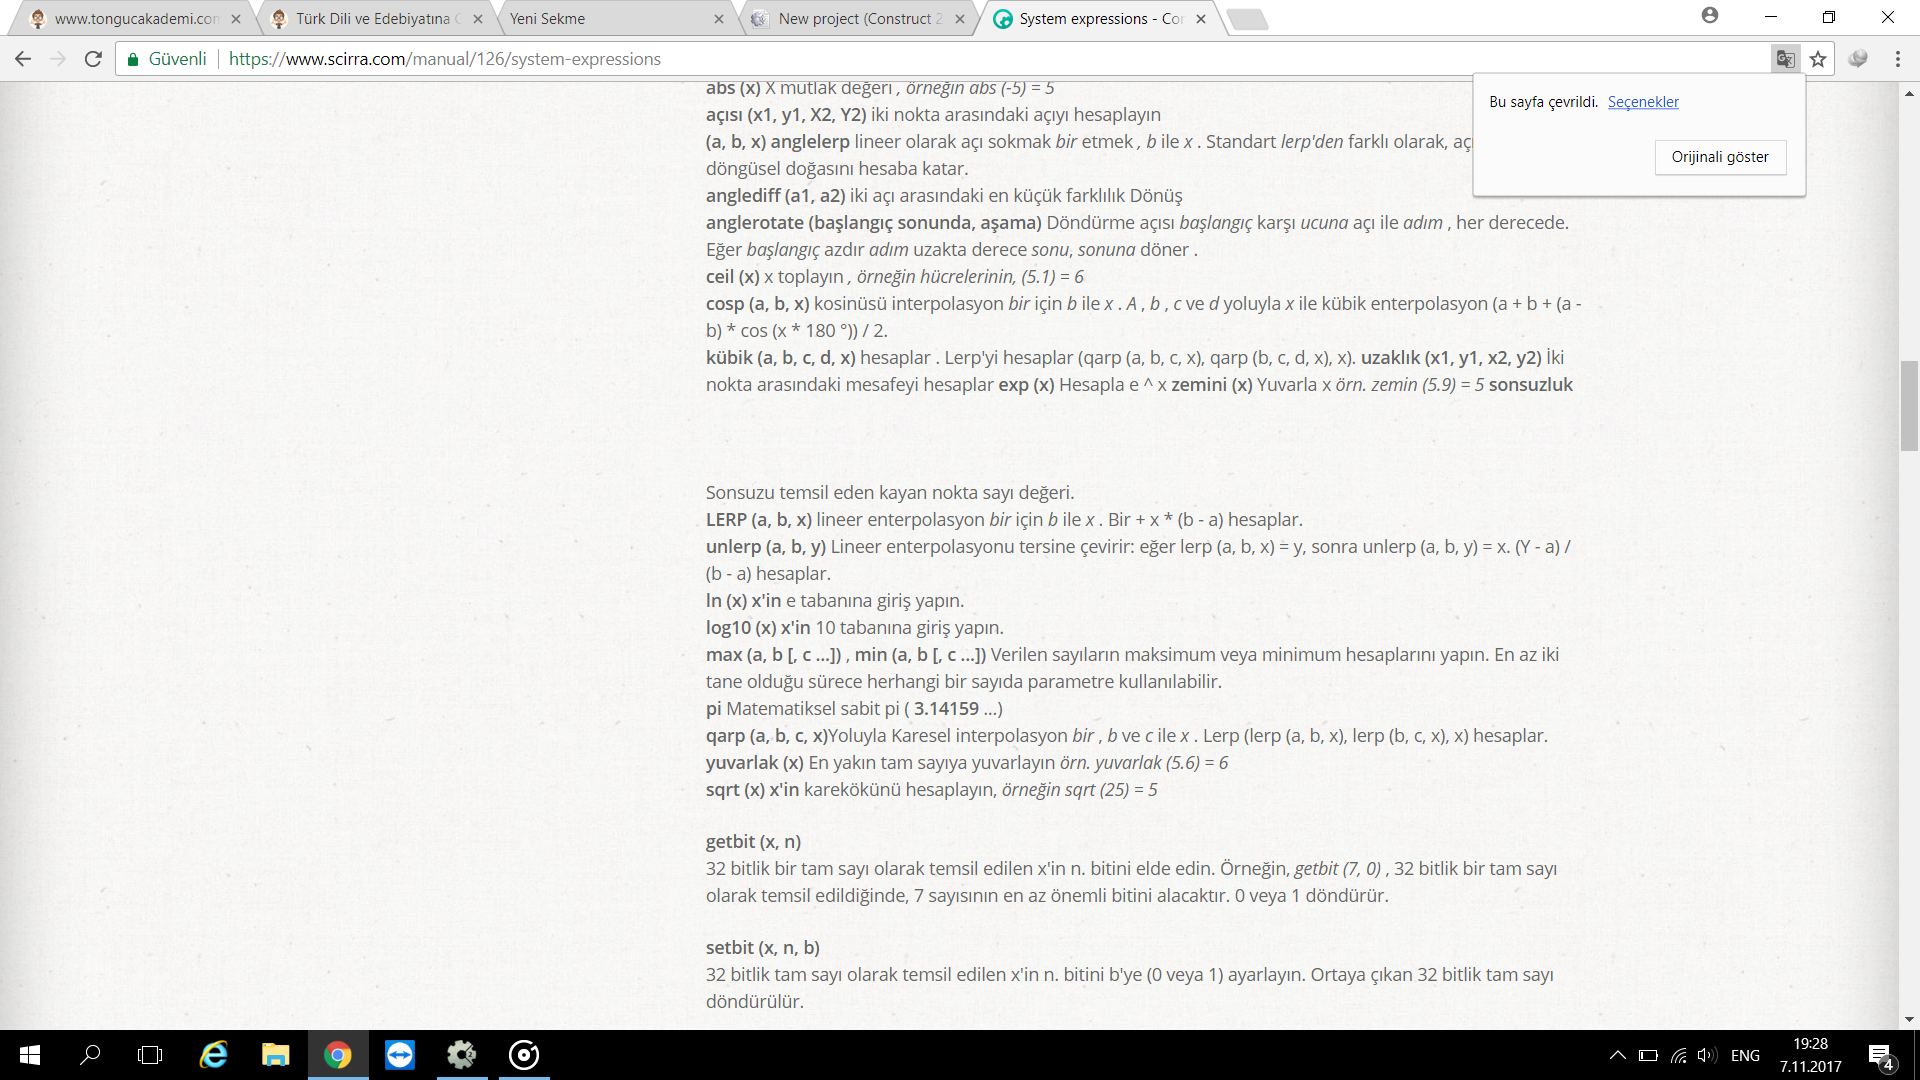 www.tongucakademi.con
Türk Dili ve Edebiyatına
Yeni Sekme
New project (Construct 2
System expressions - Cor
Güvenli
https://www.scirra.com/manual/126/system-expressions
Bu sayfa çevrildi. Seçenekler
Orijinali göster
abs (x) X mutlak değeri , örneğin abs (-5) = 5
açısı (x1, y1, X2, Y2) iki nokta arasındaki açıyı hesaplayın
(a, b, x) anglelerp lineer olarak açı sokmak bir etmek , b ile x . Standart lerp'den farklı olarak, açı
döngüsel doğasını hesaba katar.
anglediff (a1, a2) iki açı arasındaki en küçük farklılık Dönüş
anglerotate (başlangıç sonunda, aşama) Döndürme açısı başlangıç karşı ucuna açı ile adım , her derecede.
Eğer başlangıç azdır adım uzakta derece sonu, sonuna döner .
ceil (x) x toplayın , örneğin hücrelerinin, (5.1) = 6
cosp (a, b, x) kosinüsü interpolasyon bir için b ile x . A , b , c ve d yoluyla x ile kübik enterpolasyon (a + b + (a -
b) * cos (x * 180 °)) / 2.
kübik (a, b, c, d, x) hesaplar . Lerp'yi hesaplar (qarp (a, b, c, x), qarp (b, c, d, x), x). uzaklık (x1, y1, x2, y2) İki
nokta arasındaki mesafeyi hesaplar exp (x) Hesapla e ^ x zemini (x) Yuvarla x örn. zemin (5.9) = 5 sonsuzluk
Sonsuzu temsil eden kayan nokta sayı değeri.
LERP (a, b, x) lineer enterpolasyon bir için b ile x . Bir + x * (b - a) hesaplar.
unlerp (a, b, y) Lineer enterpolasyonu tersine çevirir: eğer lerp (a, b, x) = y, sonra unlerp (a, b, y) = x. (Y - a) /
(b - a) hesaplar.
ln (x) x'in e tabanına giriş yapın.
log10 (x) x'in 10 tabanına giriş yapın.
max (a, b [, c ...]) , min (a, b [, c ...]) Verilen sayıların maksimum veya minimum hesaplarını yapın. En az iki
tane olduğu sürece herhangi bir sayıda parametre kullanılabilir.
pi Matematiksel sabit pi ( 3.14159 ...)
qarp (a, b, c, x)Yoluyla Karesel interpolasyon bir , b ve c ile x . Lerp (lerp (a, b, x), lerp (b, c, x), x) hesaplar.
yuvarlak (x) En yakın tam sayıya yuvarlayın örn. yuvarlak (5.6) = 6
sqrt (x) x'in karekökünü hesaplayın, örneğin sqrt (25) = 5
getbit (x, n)
32 bitlik bir tam sayı olarak temsil edilen x'in n. bitini elde edin. Örneğin, getbit (7, 0) , 32 bitlik bir tam sayı
olarak temsil edildiğinde, 7 sayısının en az önemli bitini alacaktır. 0 veya 1 döndürür.
setbit (x, n, b)
32 bitlik tam sayı olarak temsil edilen x'in n. bitini b'ye (0 veya 1) ayarlayın. Ortaya çıkan 32 bitlik tam sayı
döndürülür.
ENG
19:28
7.11.2017
4